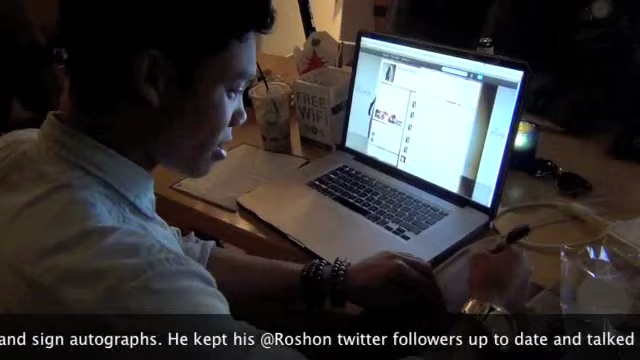 FREE
WiFi
and sign autographs. He kept his @Roshon twitter followers up to date and talked